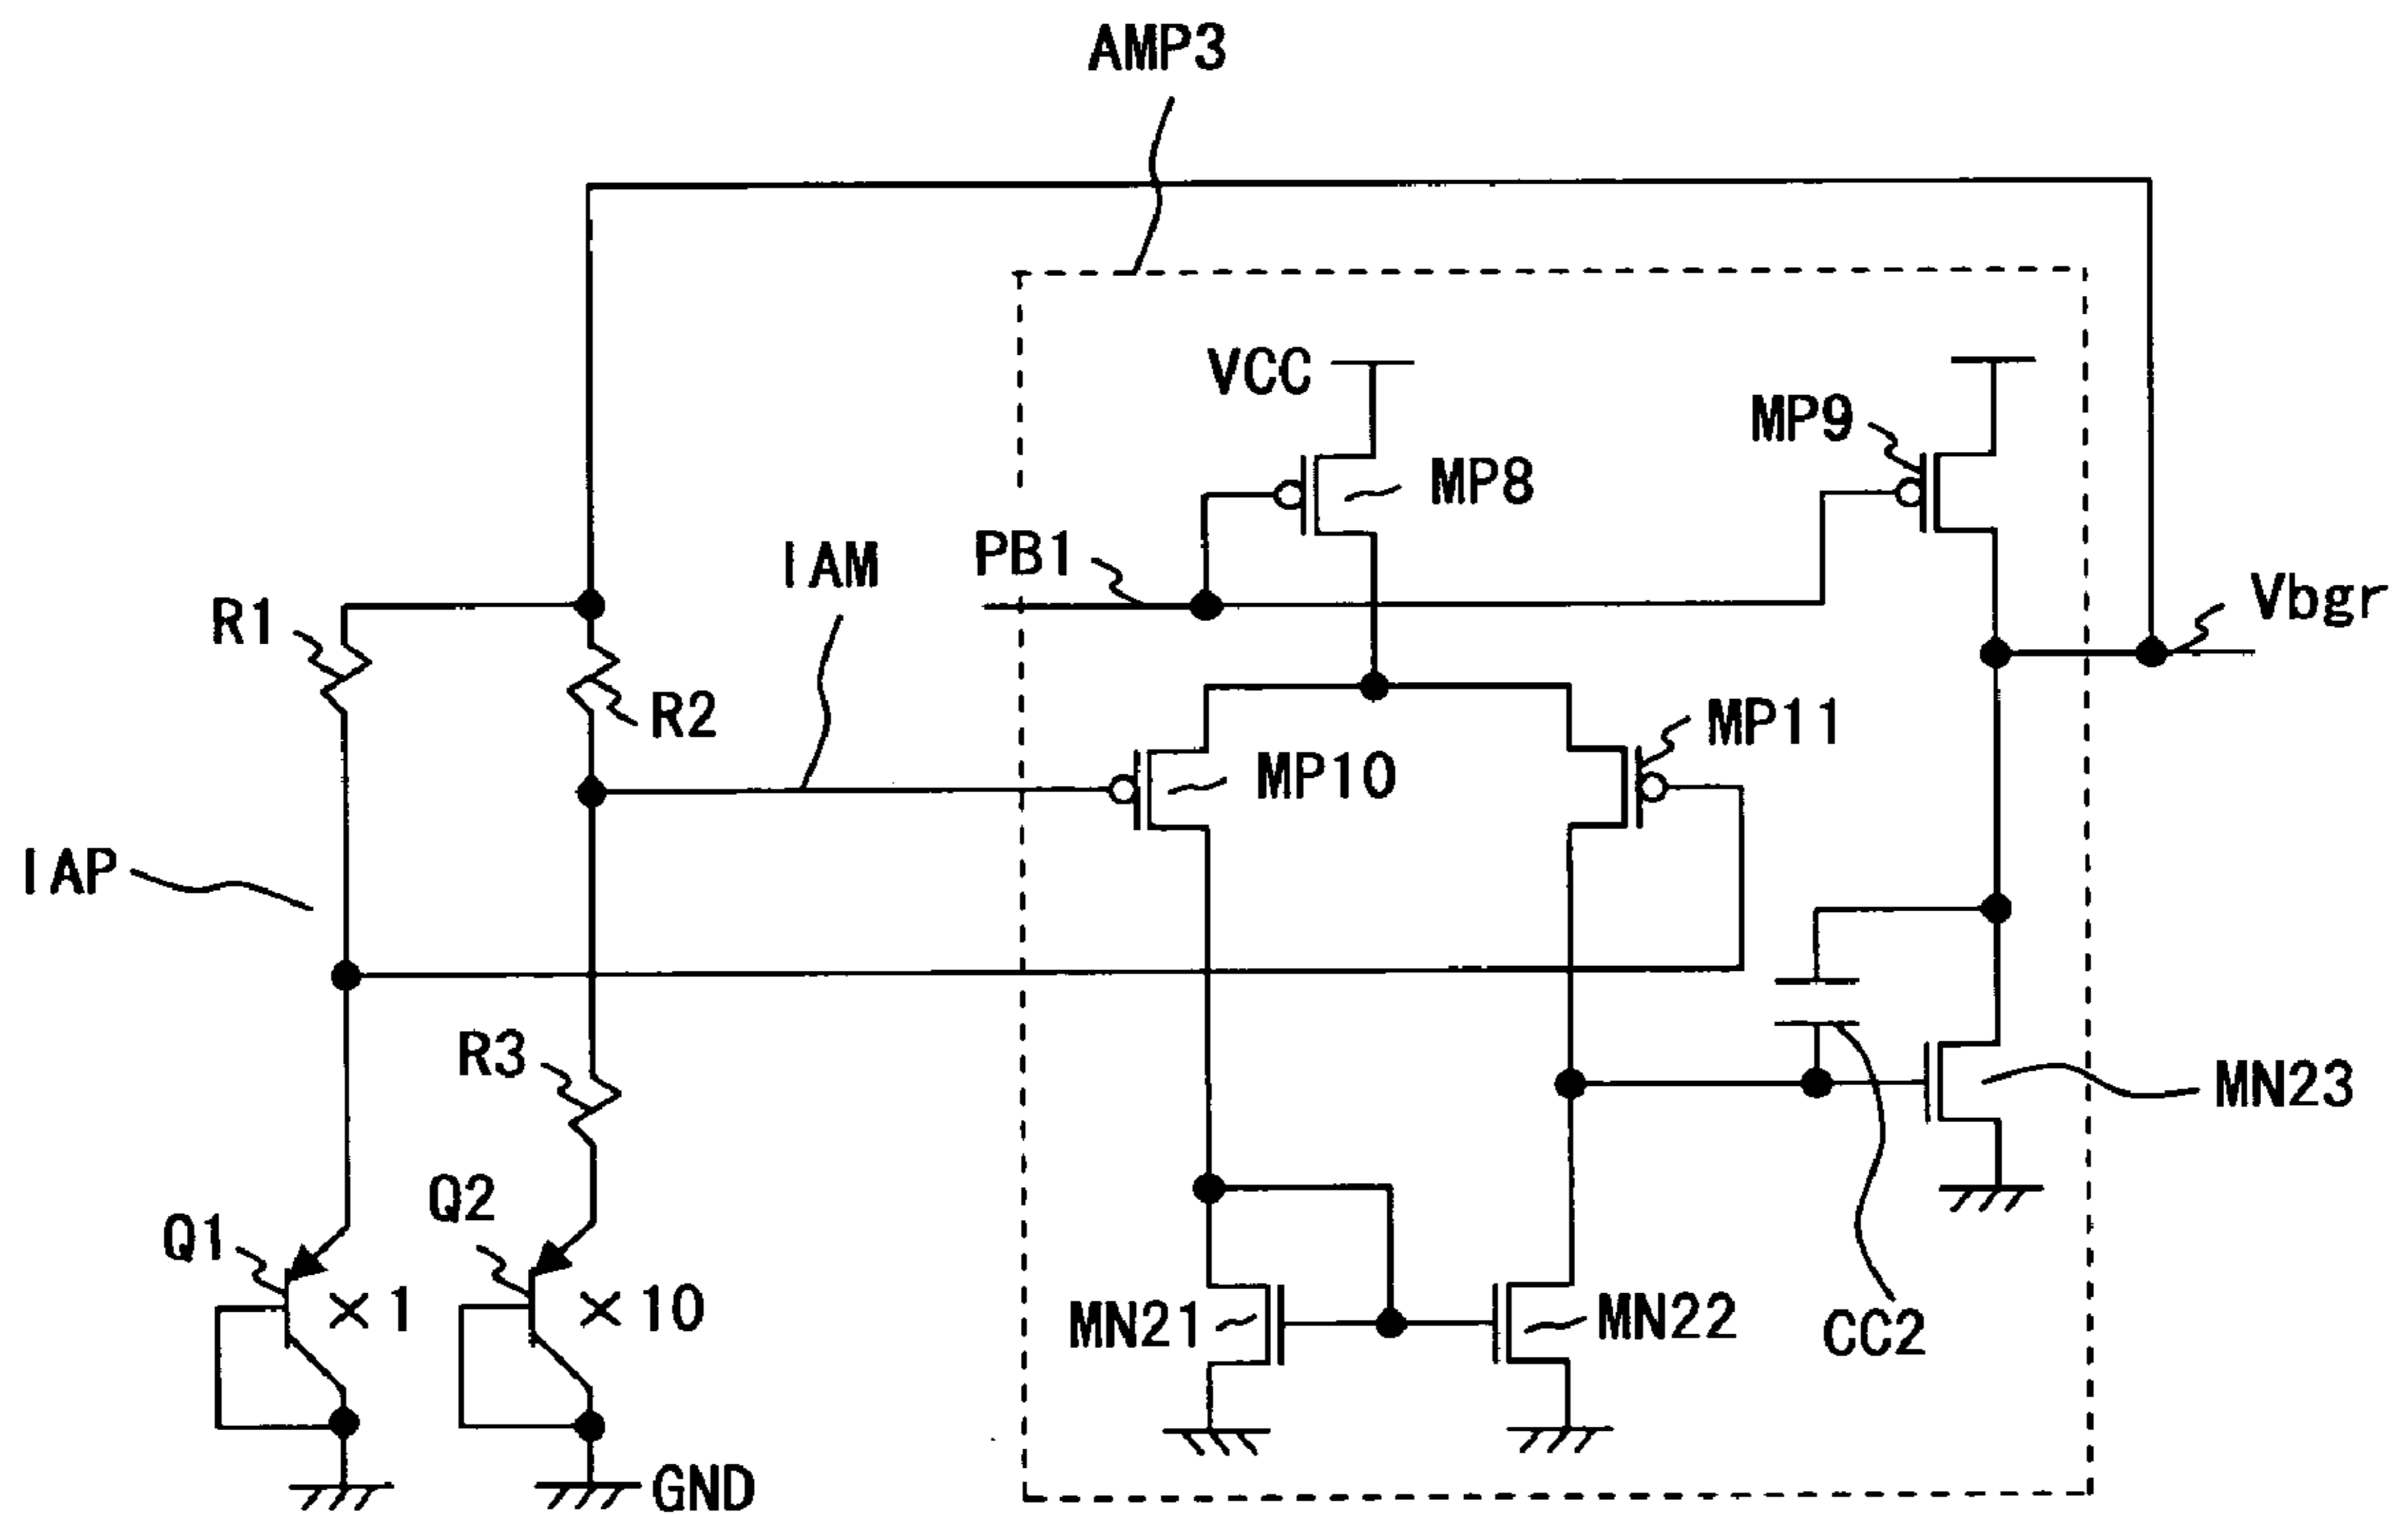 AMP3
VCC
MP9
MP8
PB1
IAM
Vbgr
R1
R2
MP11
MP10
IAP
R3
MN23
Q2
Q1
×1
×10
MN21
MN22
CC2
GND